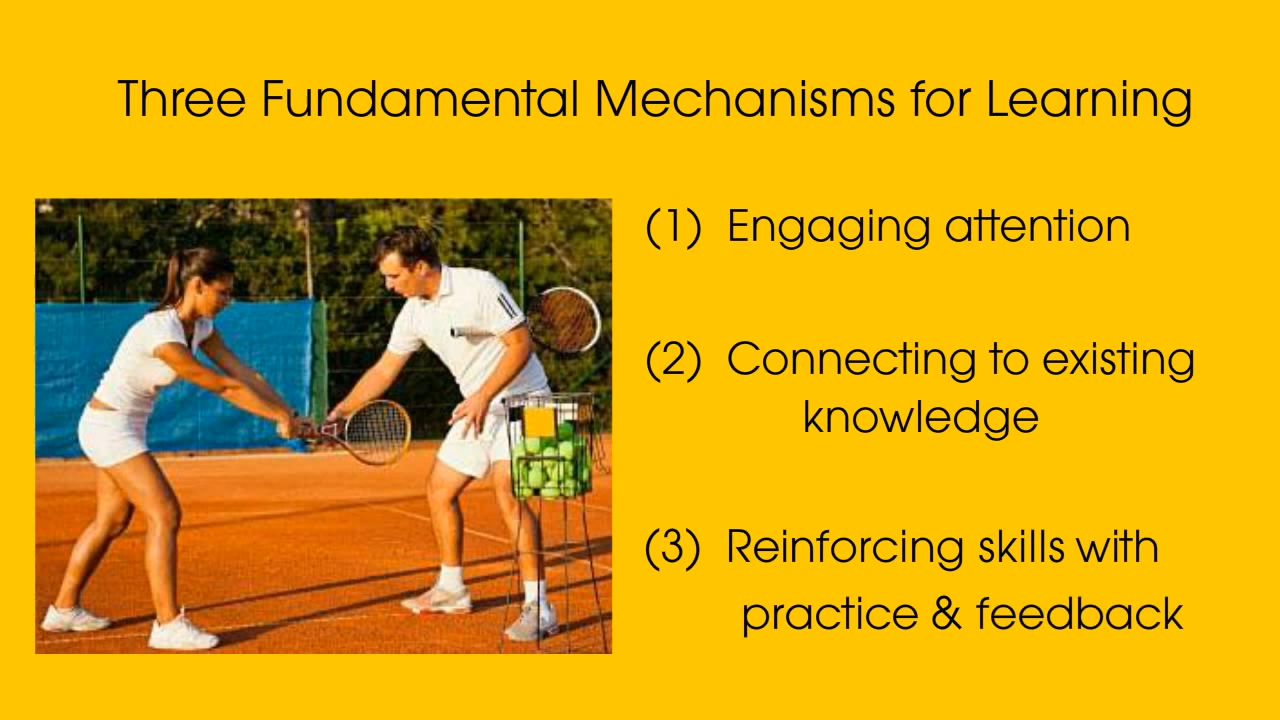 Three Fundamental Mechanisms for Learning
(1) Engaging attention
(2) Connecting to existing
knowledge
(3) Reinforcing skills with
practice & feedback